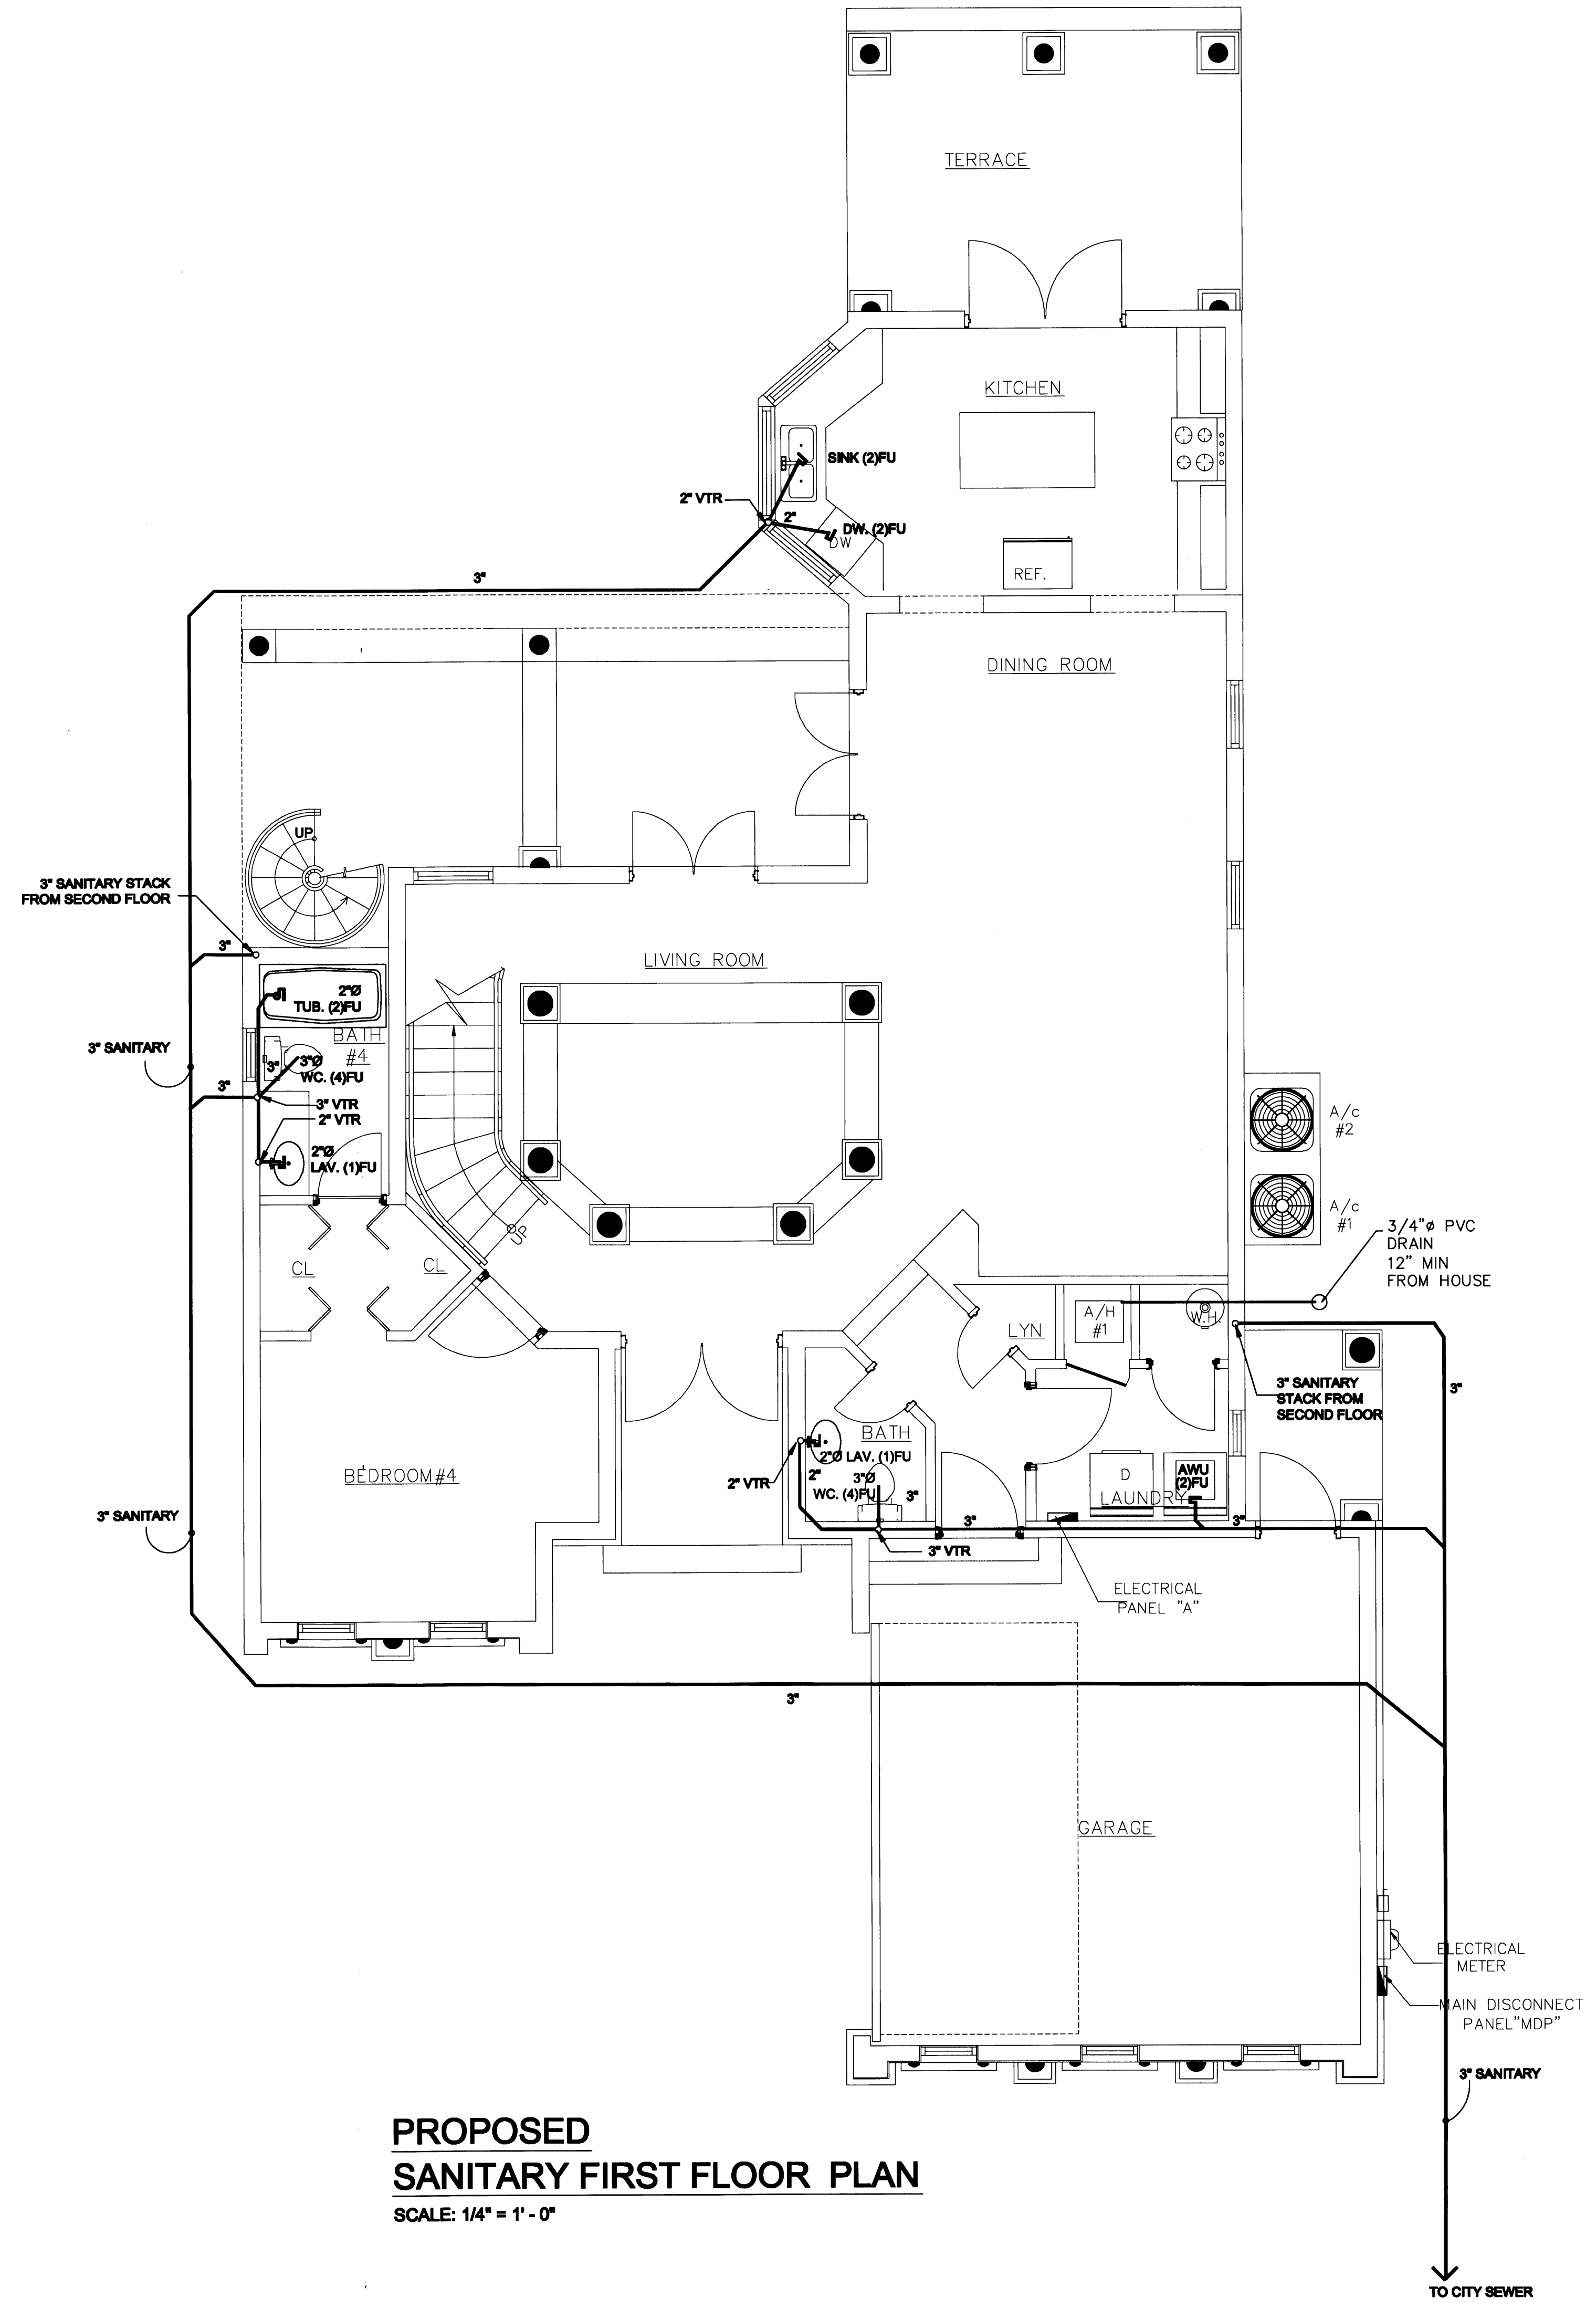 TERRACE
KITCHEN
SINK (2)FU
2" VTR
2"
DW. (2)FU
DW
REF.
3"
DINING ROOM
UP
3" SANITARY STACK
FROM SECOND FLOOR
3"
LIVING ROOM
2"Ø
TUB. (2)FU
BATH
#4
3" SANITARY
3"
3"Ø
WC. (4)FU
3"
3" VTR
2" VTR
2"Ø
LAV. (1)FU
A/c
#2
A/c
#1
3/4"ø PVC
DRAIN
12" MIN
FROM HOUSE
UP
CL
CL
A/H
#1
W.H.
LYN
3" SANITARY
STACK FROM
SECOND FLOOR
3"
BATH
2"Ø LAV. (1)FU
2"
3"Ø
WC. (4)FU
3"
2" VTR
BEDROOM#4
D
AWU
(2)FU
LAUNDRY
3" SANITARY
3"
3"
3" VTR
ELECTRICAL
PANEL "A"
3"
GARAGE
ELECTRICAL
METER
MAIN DISCONNECT
PANEL"MDP"
3" SANITARY
PROPOSED
SANITARY FIRST FLOOR PLAN
SCALE: 1/4" = 1' - 0"
TO CITY SEWER